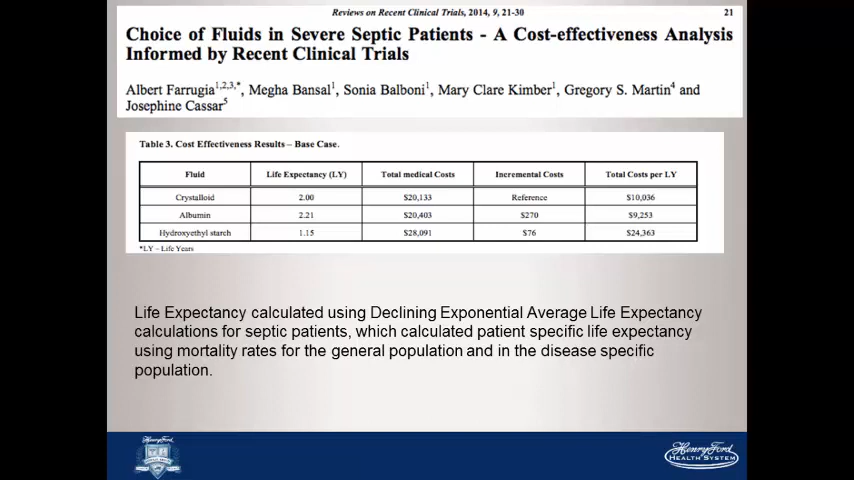 Reviews on Recent Clinical Trials, 2014, 9, 21-30 21
Choice of Fluids in Severe Septic Patients - A Cost-effectiveness Analysis
Informed by Recent Clinical Trials
Albert Farrugia1,2,3,*, Megha Bansal1, Sonia Balboni1, Mary Clare Kimber1, Gregory S. Martin4 and
Josephine Cassar5
Table 3. Cost Effectiveness Results – Base Case.
Fluid Life Expectancy (LY) Total medical Costs Incremental Costs Total Costs per LY
Crystalloid 2.00 $20,133 Reference $10,036
Albumin 2.21 $20,403 $270 $9,253
Hydroxyethyl starch 1.15 $28,091 $76 $24,363
*LY – Life Years
Life Expectancy calculated using Declining Exponential Average Life Expectancy
calculations for septic patients, which calculated patient specific life expectancy
using mortality rates for the general population and in the disease specific
population.
Henry Ford
Henry Ford
HEALTH SYSTEM